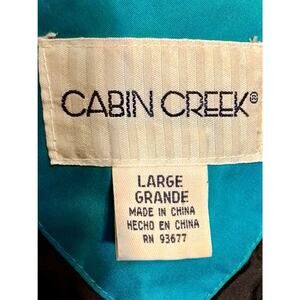 CABIN CREEK®
LARGE
GRANDE
MADE IN CHINA
HECHO EN CHINA
RN 93677